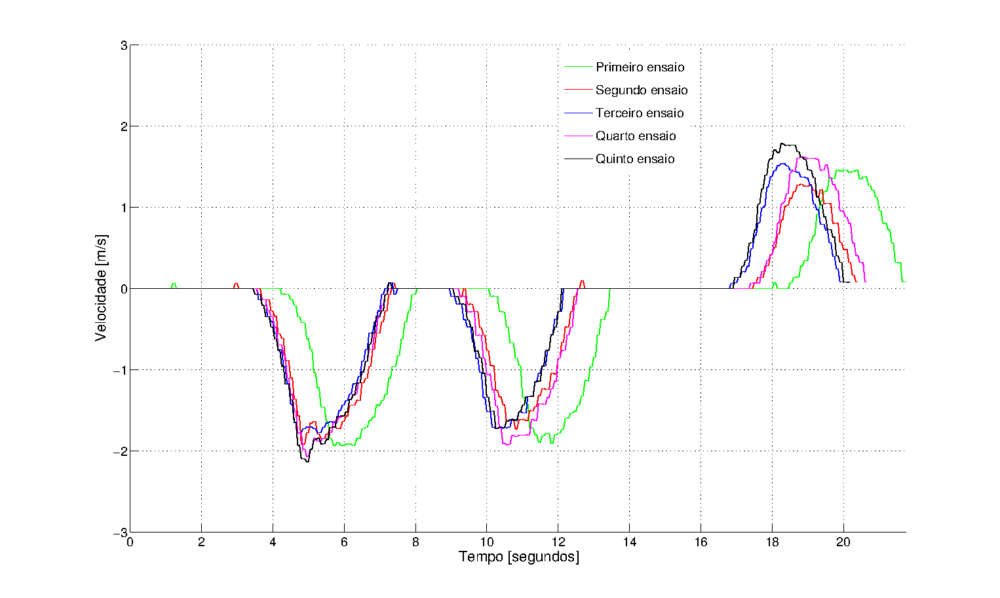 3
2
1
0
−1
−2
−3
Velocidade [m/s]
Primeiro ensaio
Segundo ensaio
Terceiro ensaio
Quarto ensaio
Quinto ensaio
0 2 4 6 8 10 12 14 16 18 20
Tempo [segundos]